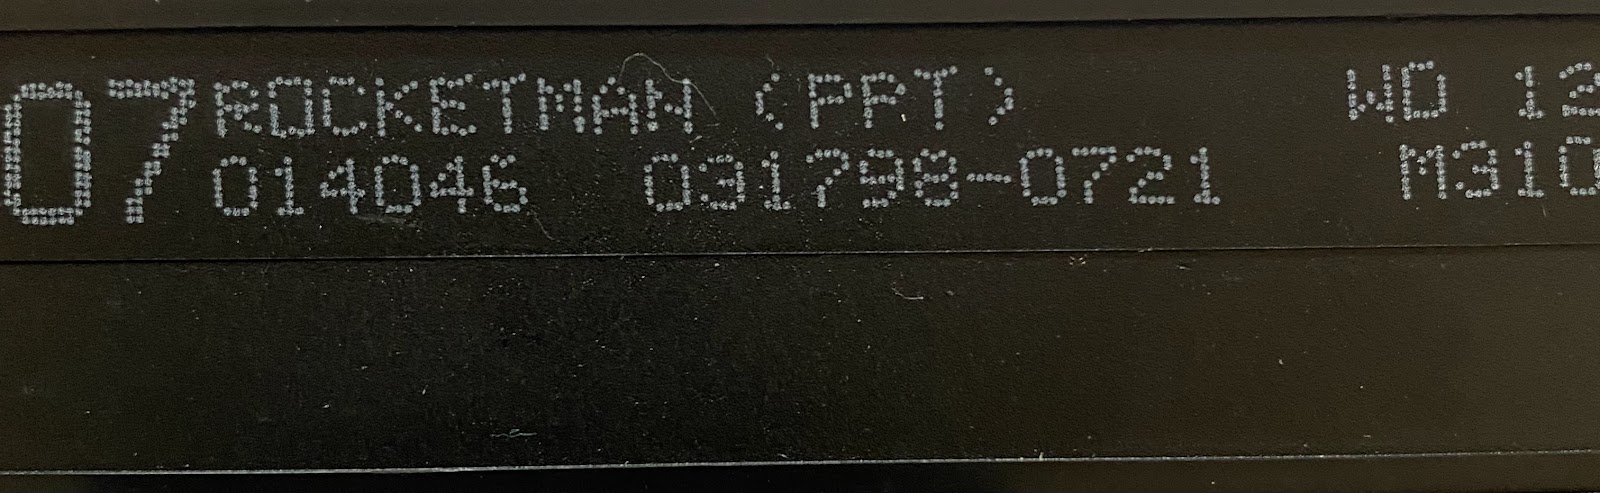 07 ROCKETMAN (PRT) WD 12
014046 031798-0721 M310